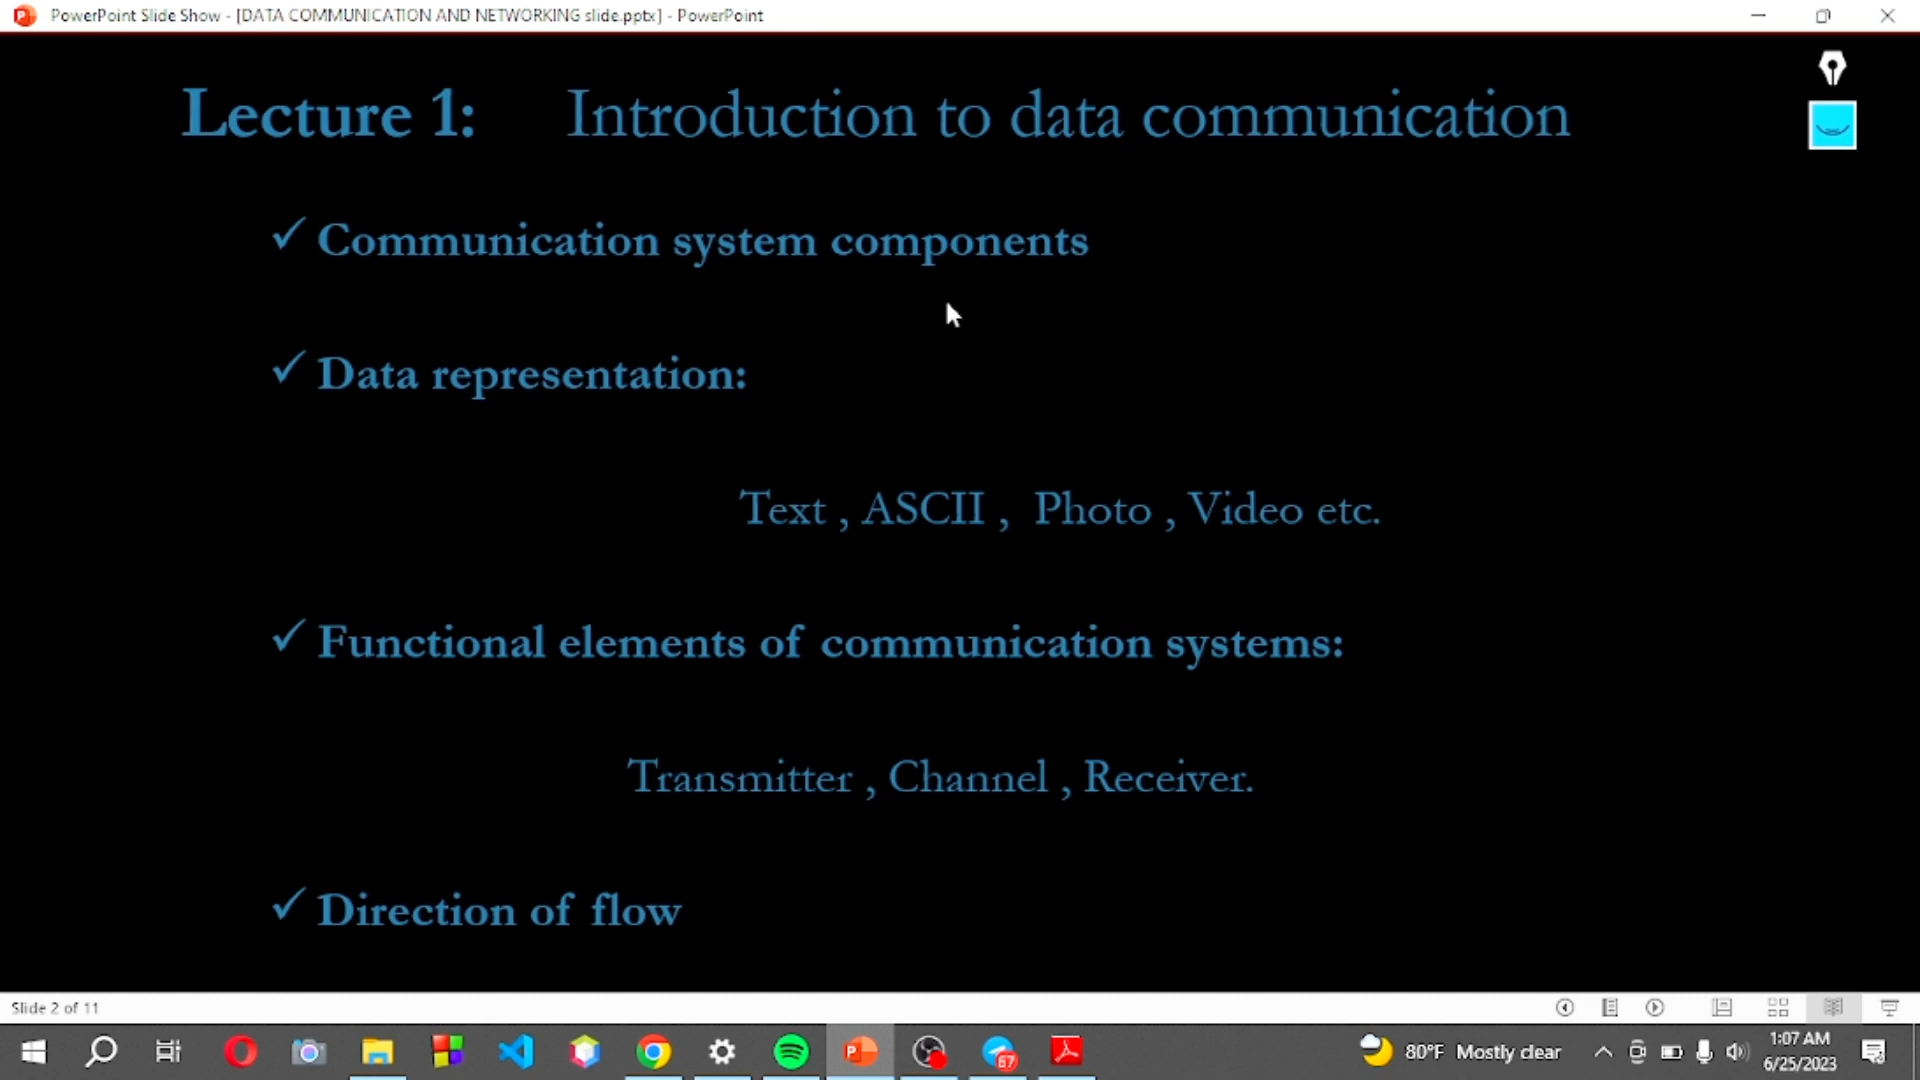 PowerPoint Slide Show - [DATA COMMUNICATION AND NETWORKING slide.pptx] - PowerPoint
Lecture 1: Introduction to data communication
✓ Communication system components
✓ Data representation:
Text , ASCII , Photo , Video etc.
✓ Functional elements of communication systems:
Transmitter , Channel , Receiver.
✓ Direction of flow
Slide 2 of 11
67
80°F Mostly clear
1:07 AM
6/25/2023